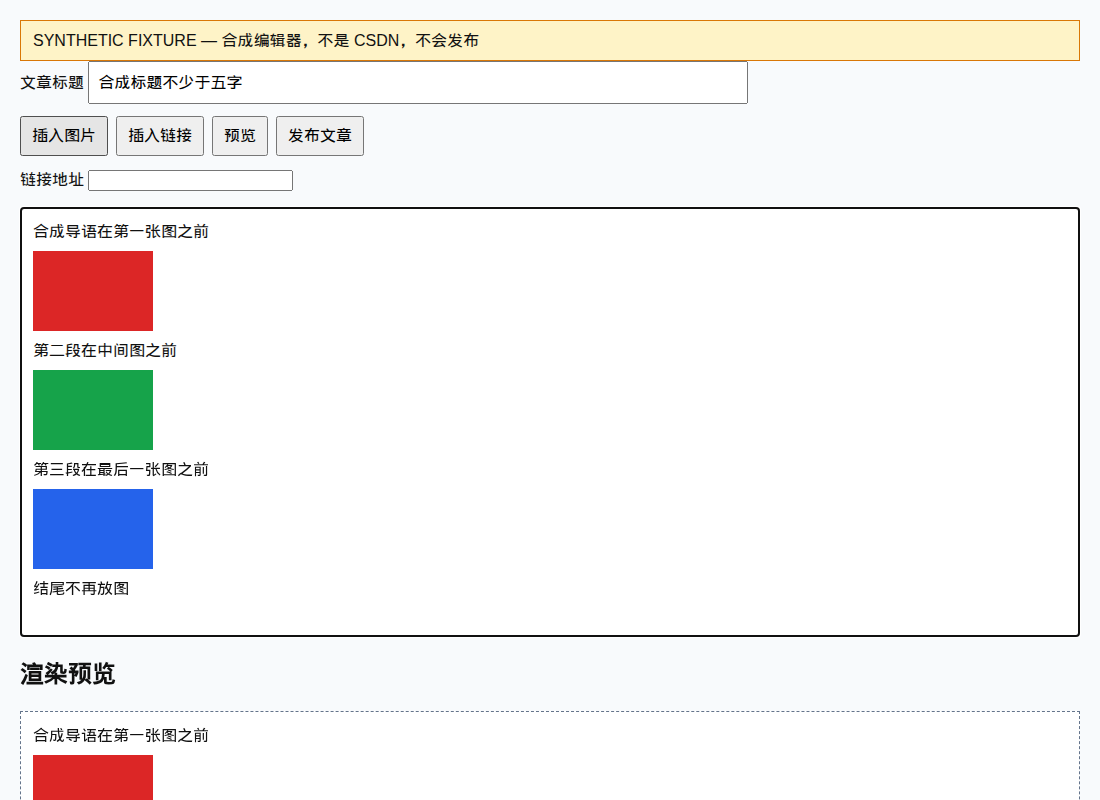 SYNTHETIC FIXTURE — 合成编辑器，不是 CSDN，不会发布
文章标题 合成标题不少于五字
插入图片 插入链接 预览 发布文章
链接地址
合成导语在第一张图之前
第二段在中间图之前
第三段在最后一张图之前
结尾不再放图
渲染预览
合成导语在第一张图之前